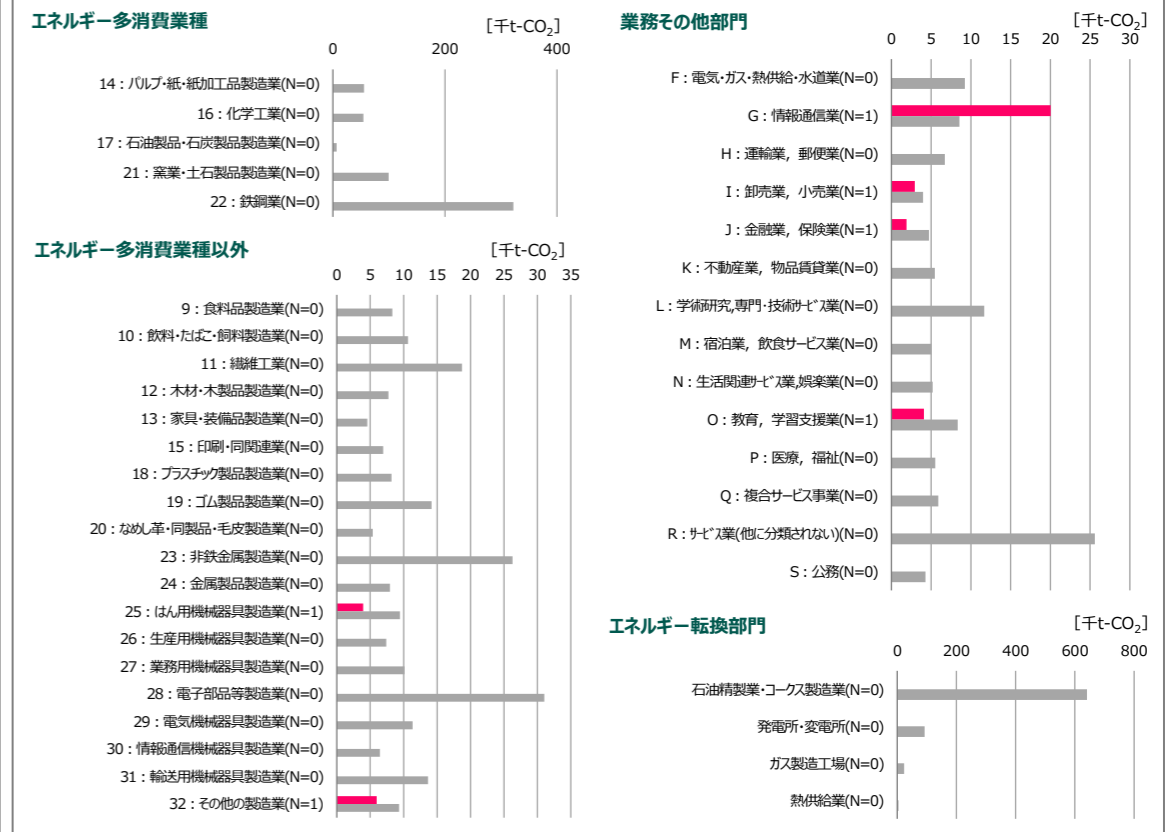 エネルギー多消費業種
[千t-CO2]
0 200 400
14：パルプ・紙・紙加工品製造業(N=0)
16：化学工業(N=0)
17：石油製品・石炭製品製造業(N=0)
21：窯業・土石製品製造業(N=0)
22：鉄鋼業(N=0)
エネルギー多消費業種以外
[千t-CO2]
0 5 10 15 20 25 30 35
9：食料品製造業(N=0)
10：飲料・たばこ・飼料製造業(N=0)
11：繊維工業(N=0)
12：木材・木製品製造業(N=0)
13：家具・装備品製造業(N=0)
15：印刷・同関連業(N=0)
18：プラスチック製品製造業(N=0)
19：ゴム製品製造業(N=0)
20：なめし革・同製品・毛皮製造業(N=0)
23：非鉄金属製造業(N=0)
24：金属製品製造業(N=0)
25：はん用機械器具製造業(N=1)
26：生産用機械器具製造業(N=0)
27：業務用機械器具製造業(N=0)
28：電子部品等製造業(N=0)
29：電気機械器具製造業(N=0)
30：情報通信機械器具製造業(N=0)
31：輸送用機械器具製造業(N=0)
32：その他の製造業(N=1)
業務その他部門
[千t-CO2]
0 5 10 15 20 25 30
F：電気・ガス・熱供給・水道業(N=0)
G：情報通信業(N=1)
H：運輸業，郵便業(N=0)
I：卸売業，小売業(N=1)
J：金融業，保険業(N=1)
K：不動産業，物品賃貸業(N=0)
L：学術研究,専門・技術サービス業(N=0)
M：宿泊業，飲食サービス業(N=0)
N：生活関連サービス業,娯楽業(N=0)
O：教育，学習支援業(N=1)
P：医療，福祉(N=0)
Q：複合サービス事業(N=0)
R：サービス業(他に分類されない)(N=0)
S：公務(N=0)
エネルギー転換部門
[千t-CO2]
0 200 400 600 800
石油精製業・コークス製造業(N=0)
発電所・変電所(N=0)
ガス製造工場(N=0)
熱供給業(N=0)